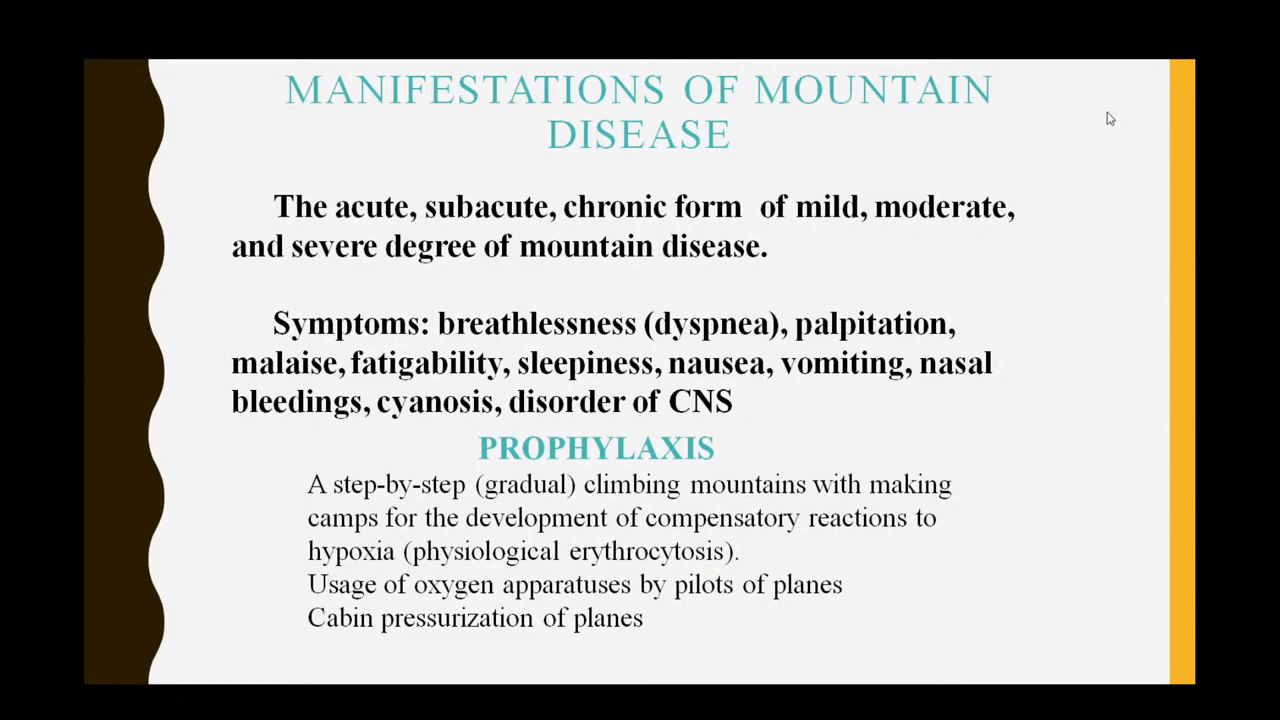 MANIFESTATIONS OF MOUNTAIN
DISEASE
The acute, subacute, chronic form of mild, moderate,
and severe degree of mountain disease.
Symptoms: breathlessness (dyspnea), palpitation,
malaise, fatigability, sleepiness, nausea, vomiting, nasal
bleedings, cyanosis, disorder of CNS
PROPHYLAXIS
A step-by-step (gradual) climbing mountains with making
camps for the development of compensatory reactions to
hypoxia (physiological erythrocytosis).
Usage of oxygen apparatuses by pilots of planes
Cabin pressurization of planes